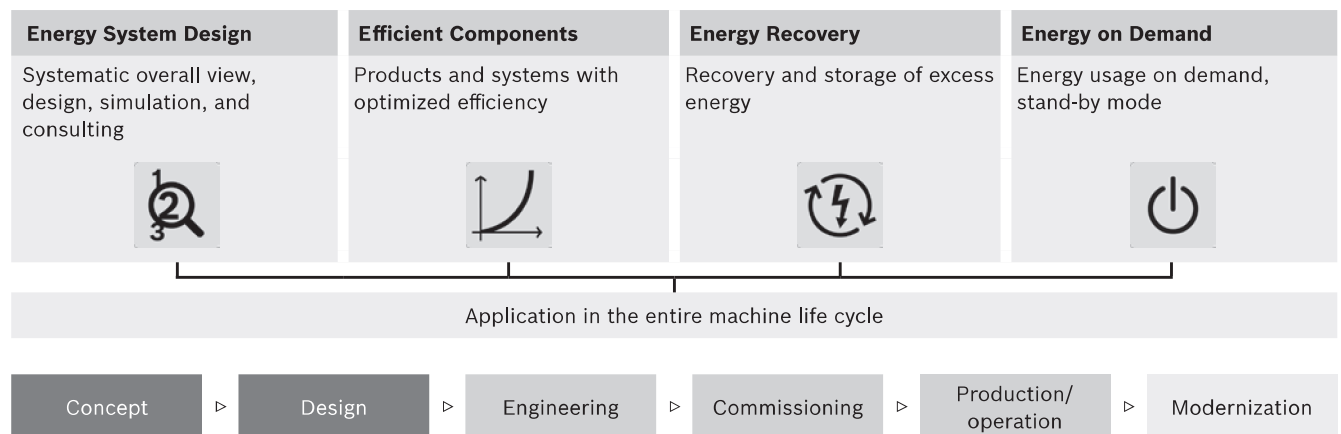 Energy System Design
Systematic overall view,
design, simulation, and
consulting
1
2
3
Efficient Components
Products and systems with
optimized efficiency
Energy Recovery
Recovery and storage of excess
energy
Energy on Demand
Energy usage on demand,
stand-by mode
Application in the entire machine life cycle
Concept
Design
Engineering
Commissioning
Production/
operation
Modernization